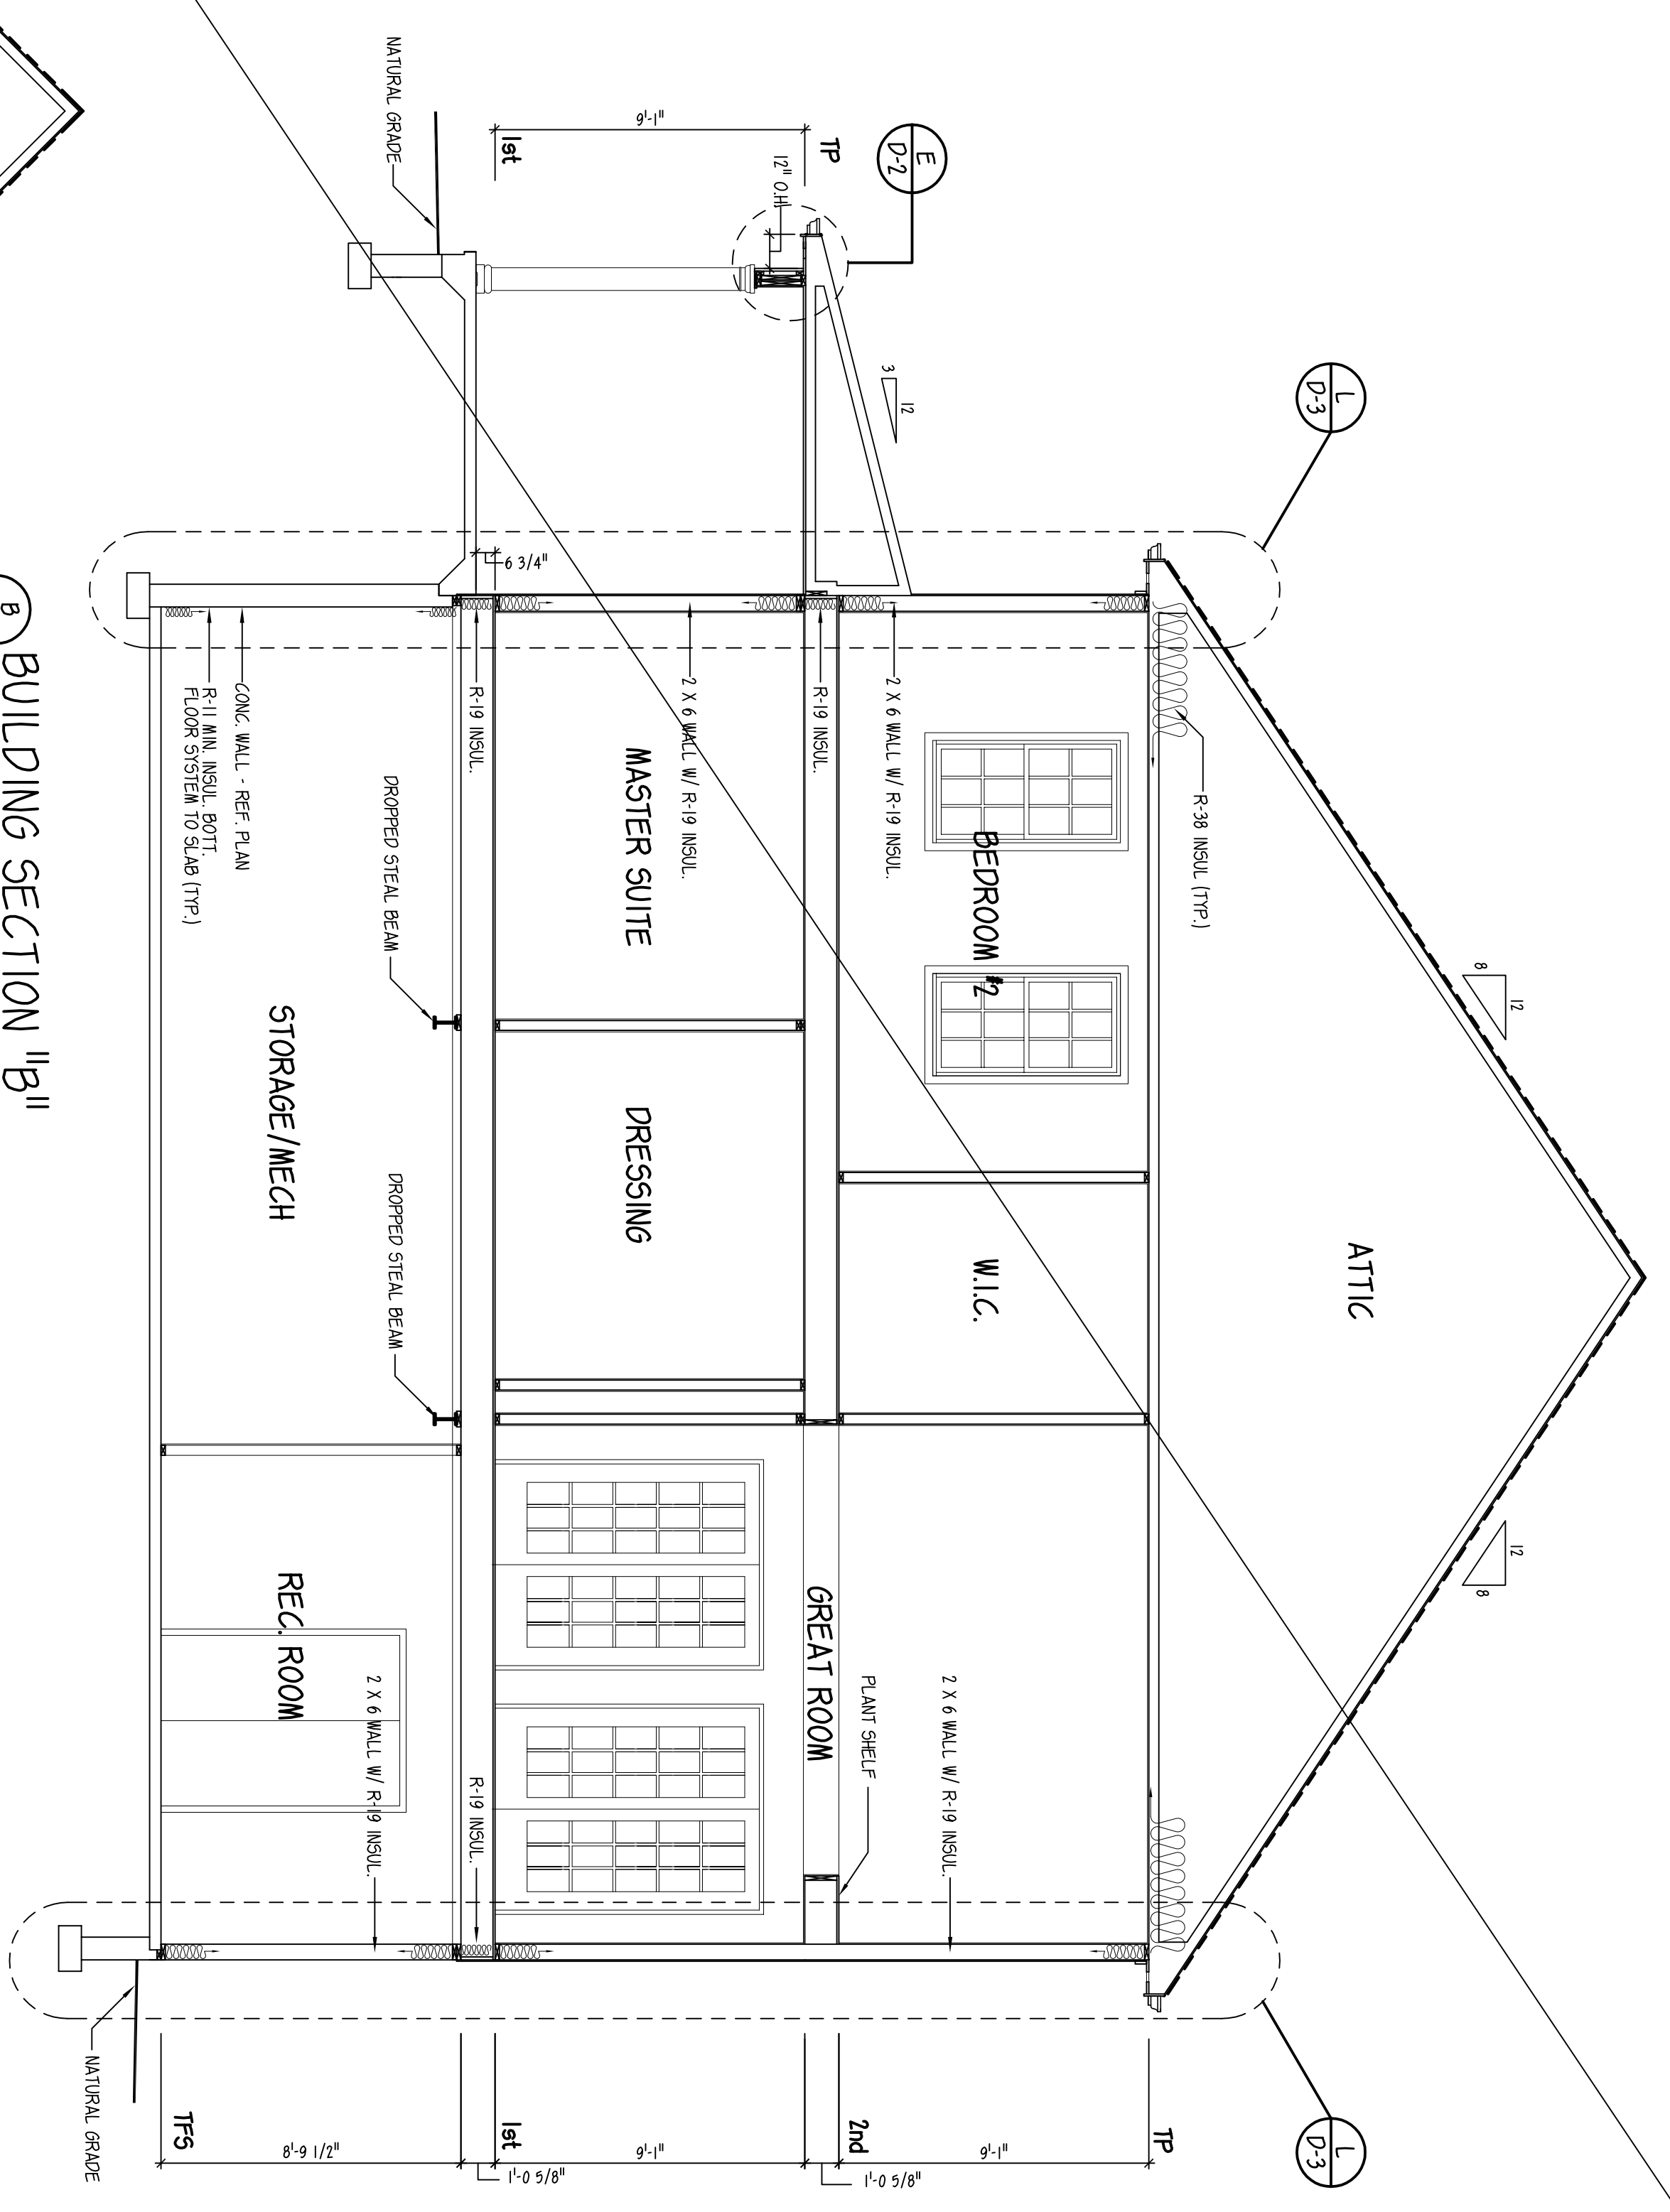 L
D-3
L
D-3
12
8
12
8
ATTIC
R-38 INSUL (TYP.)
E
D-2
3
12
TP
12" O.H.
9'-1"
1st
NATURAL GRADE
2 X 6 WALL W/ R-19 INSUL.
BEDROOM #2
W.I.C.
2 X 6 WALL W/ R-19 INSUL.
PLANT SHELF
R-19 INSUL.
GREAT ROOM
2 X 6 WALL W/ R-19 INSUL.
MASTER SUITE
DRESSING
6 3/4"
R-19 INSUL.
R-19 INSUL.
DROPPED STEAL BEAM
DROPPED STEAL BEAM
2 X 6 WALL W/ R-19 INSUL.
STORAGE/MECH
REC. ROOM
CONC. WALL - REF. PLAN
R-11 MIN. INSUL. BOTT.
FLOOR SYSTEM TO SLAB (TYP.)
TP
9'-1"
2nd
1'-0 5/8"
9'-1"
1st
1'-0 5/8"
8'-9 1/2"
TFS
NATURAL GRADE
B
BUILDING SECTION "B"